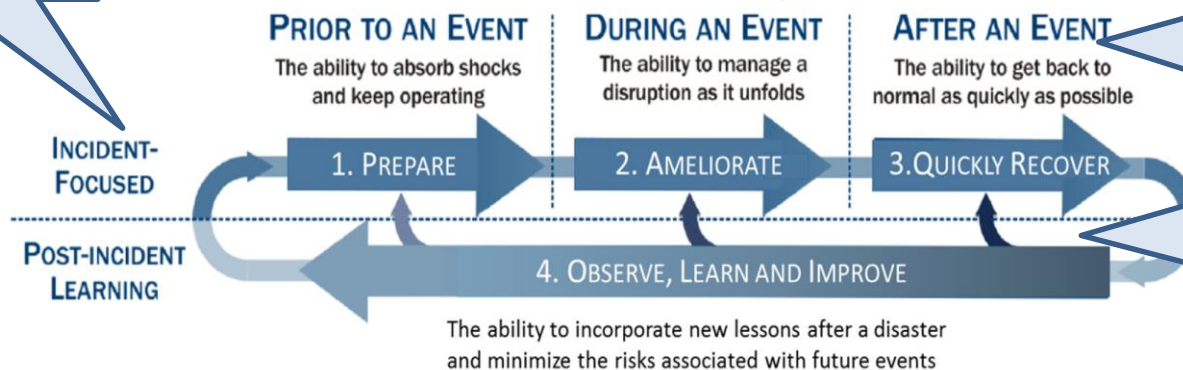 PRIOR TO AN EVENT
The ability to absorb shocks
and keep operating
DURING AN EVENT
The ability to manage a
disruption as it unfolds
AFTER AN EVENT
The ability to get back to
normal as quickly as possible
INCIDENT-
FOCUSED
1. PREPARE
2. AMELIORATE
3.QUICKLY RECOVER
POST-INCIDENT
LEARNING
4. OBSERVE, LEARN AND IMPROVE
The ability to incorporate new lessons after a disaster
and minimize the risks associated with future events